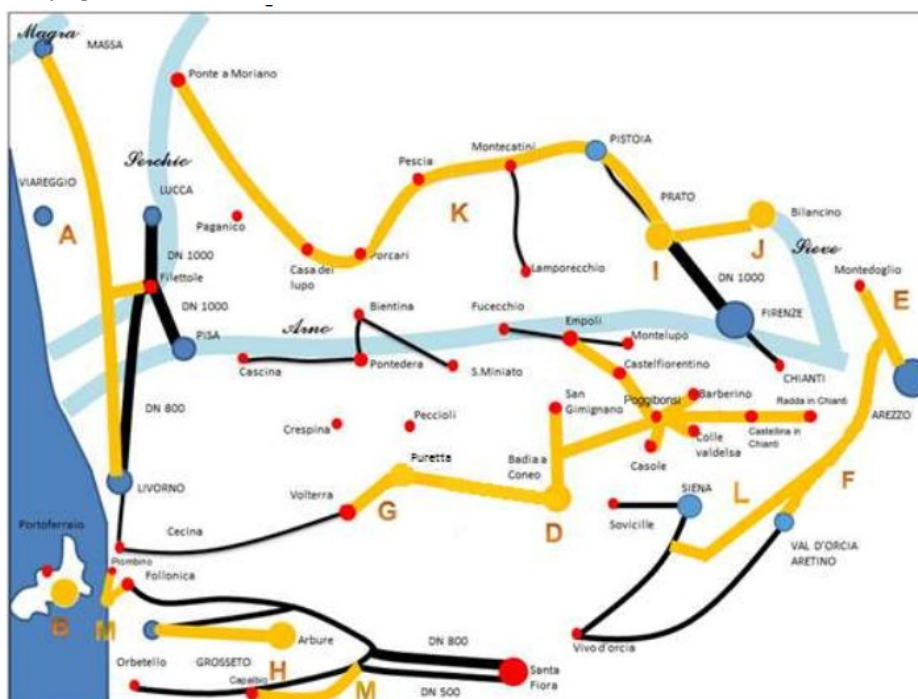 Magra
MASSA
Ponte a Moriano
Serchio
PISTOIA
Montecatini
Pescia
VIAREGGIO
LUCCA
A
K
PRATO
Bilancino
Paganico
Sieve
J
I
Montedoglio
DN 1000
Casa del
lupo
Porcari
DN 1000
Filettole
Lamporecchio
E
DN 1000
Bientina
Fucecchio
FIRENZE
Arno
Empoli
PISA
Montelupo
Cascina
Pontedera
S.Miniato
Castelfiorentino
CHIANTI
San
Gimignano
Poggibonsi
Barberino
Radda in Chianti
AREZZO
DN 800
Crespina
Peccioli
Castellina in
Chianti
Colle
valdelsa
Puretta
Badia a
Coneo
Casole
F
LIVORNO
Volterra
SIENA
L
G
D
Portoferraio
Cecina
Sovicille
VAL D'ORCIA
ARETINO
Piombino
Follonica
B
M
Arbure
DN 800
Vivo d'orcia
Orbetello
GROSSETO
H
Capalbio
M
DN 500
Santa
Fiora